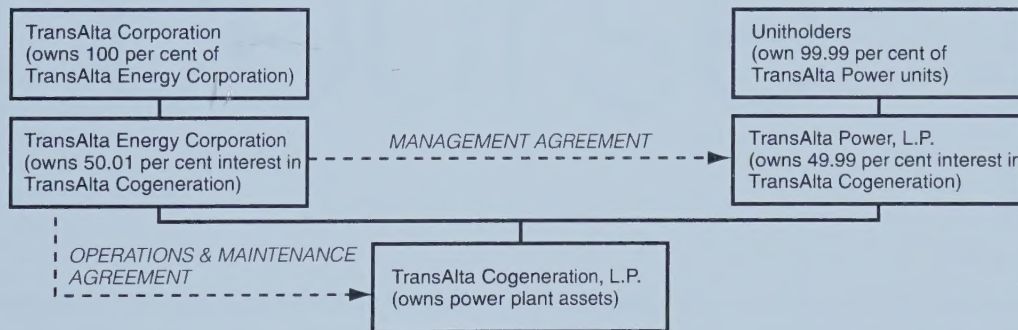 TransAlta Corporation
(owns 100 per cent of
TransAlta Energy Corporation)
Unitholders
(own 99.99 per cent of
TransAlta Power units)
TransAlta Energy Corporation
(owns 50.01 per cent interest in
TransAlta Cogeneration)
MANAGEMENT AGREEMENT
TransAlta Power, L.P.
(owns 49.99 per cent interest in
TransAlta Cogeneration)
OPERATIONS & MAINTENANCE
AGREEMENT
TransAlta Cogeneration, L.P.
(owns power plant assets)